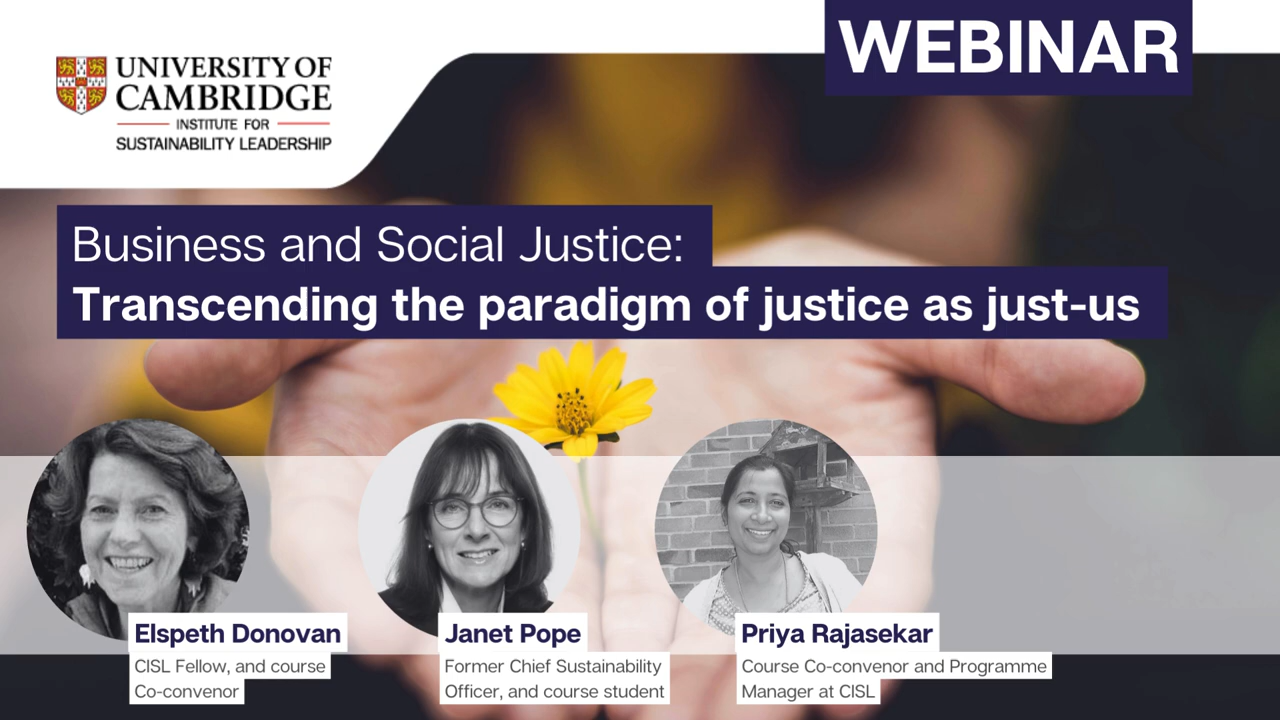 WEBINAR
UNIVERSITY OF
CAMBRIDGE
INSTITUTE FOR
SUSTAINABILITY LEADERSHIP
Business and Social Justice:
Transcending the paradigm of justice as just-us
Elspeth Donovan
CISL Fellow, and course
Co-convenor
Janet Pope
Former Chief Sustainability
Officer, and course student
Priya Rajasekar
Course Co-convenor and Programme
Manager at CISL